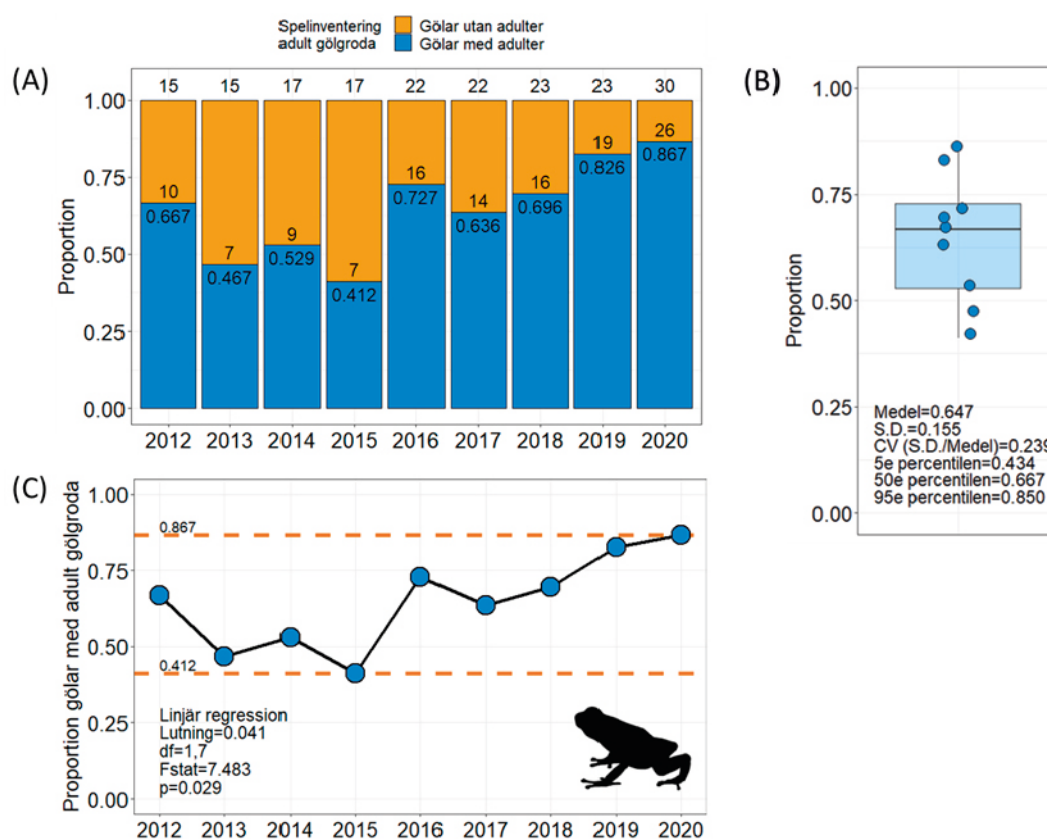 Spelinventering
adult gölgroda
Gölar utan adulter
Gölar med adulter
(A)
15 15 17 17 22 22 23 23 30
Proportion
1.00
0.75
0.50
0.25
0.00
10 7 9 7 16 14 16 19 26
0.667 0.467 0.529 0.412 0.727 0.636 0.696 0.826 0.867
2012 2013 2014 2015 2016 2017 2018 2019 2020
(B)
Proportion
1.00
0.75
0.50
0.25
0.00
Medel=0.647
S.D.=0.155
CV (S.D./Medel)=0.239
5e percentilen=0.434
50e percentilen=0.667
95e percentilen=0.850
(C)
Proportion gölar med adult gölgroda
1.00
0.75
0.50
0.25
0.00
0.867
0.412
Linjär regression
Lutning=0.041
df=1,7
Fstat=7.483
p=0.029
2012 2013 2014 2015 2016 2017 2018 2019 2020